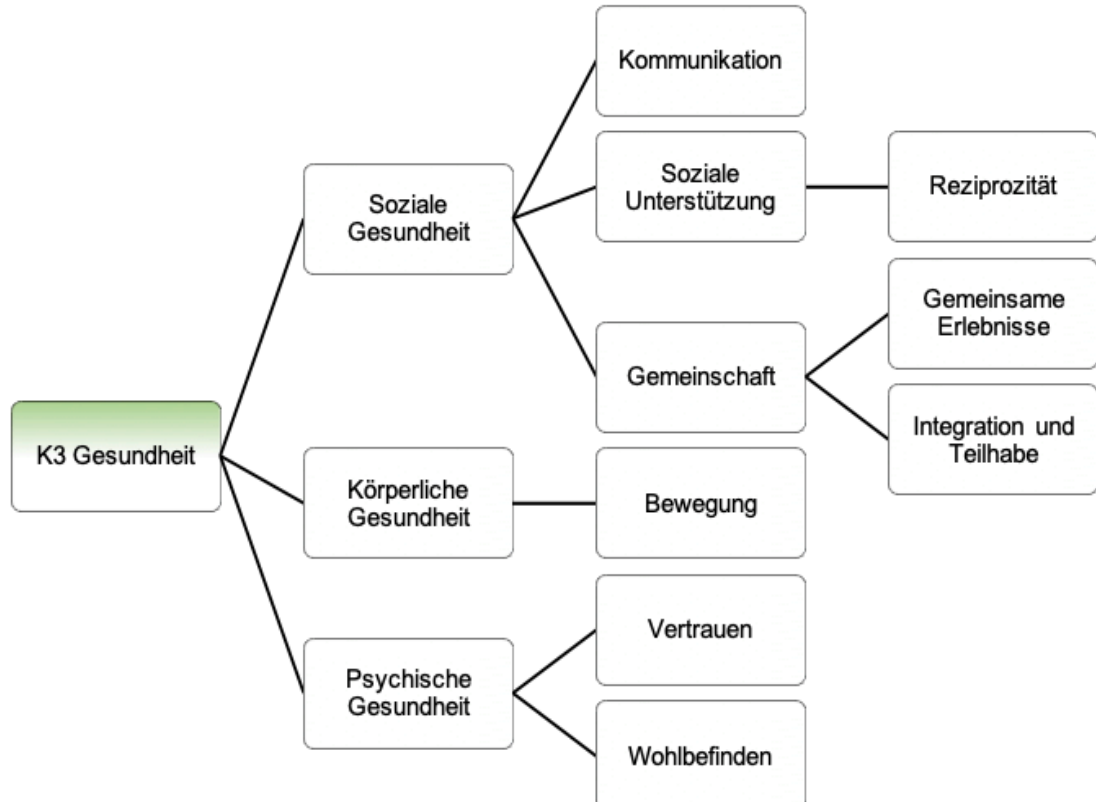 Kommunikation
Soziale
Unterstützung
Reziprozität
Soziale
Gesundheit
Gemeinsame
Erlebnisse
Gemeinschaft
Integration und
Teilhabe
K3 Gesundheit
Körperliche
Gesundheit
Bewegung
Vertrauen
Psychische
Gesundheit
Wohlbefinden